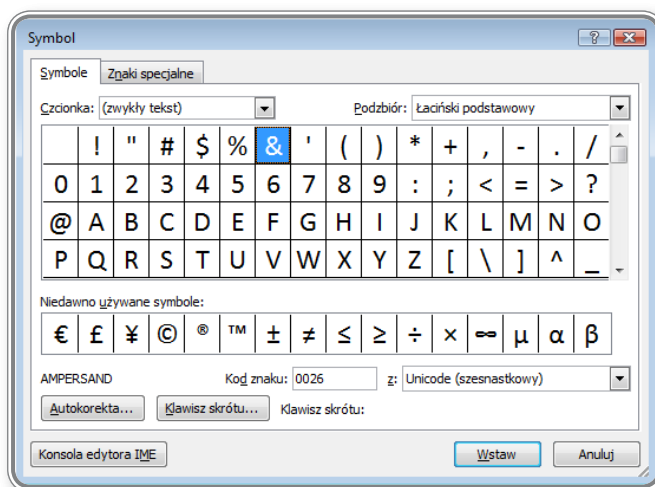 Symbol
Symbole Znaki specjalne
Czcionka: (zwykły tekst) Podzbiór: Łaciński podstawowy
! " # $ % & ' ( ) * + , - . /
0 1 2 3 4 5 6 7 8 9 : ; < = > ?
@ A B C D E F G H I J K L M N O
P Q R S T U V W X Y Z [ \ ] ^ _
Niedawno używane symbole:
€ £ ¥ © ® ™ ± ≠ ≤ ≥ ÷ × ∞ µ α β
AMPERSAND Kod znaku: 0026 z: Unicode (szesnastkowy)
Autokorekta... Klawisz skrótu... Klawisz skrótu:
Konsola edytora IME Wstaw Anuluj